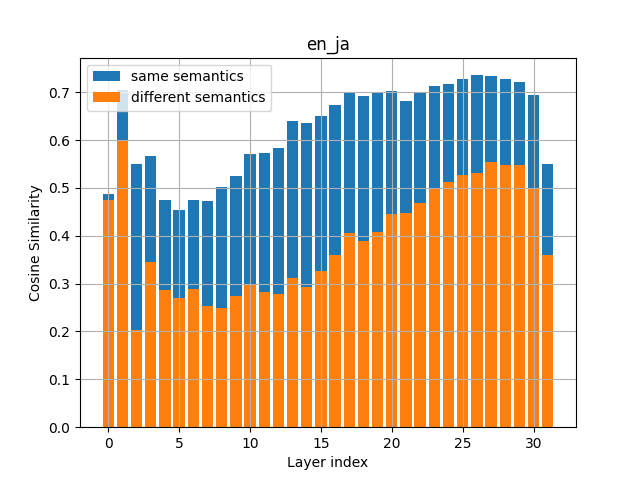 en_ja
same semantics
different semantics
Cosine Similarity
0.7
0.6
0.5
0.4
0.3
0.2
0.1
0.0
0 5 10 15 20 25 30
Layer index